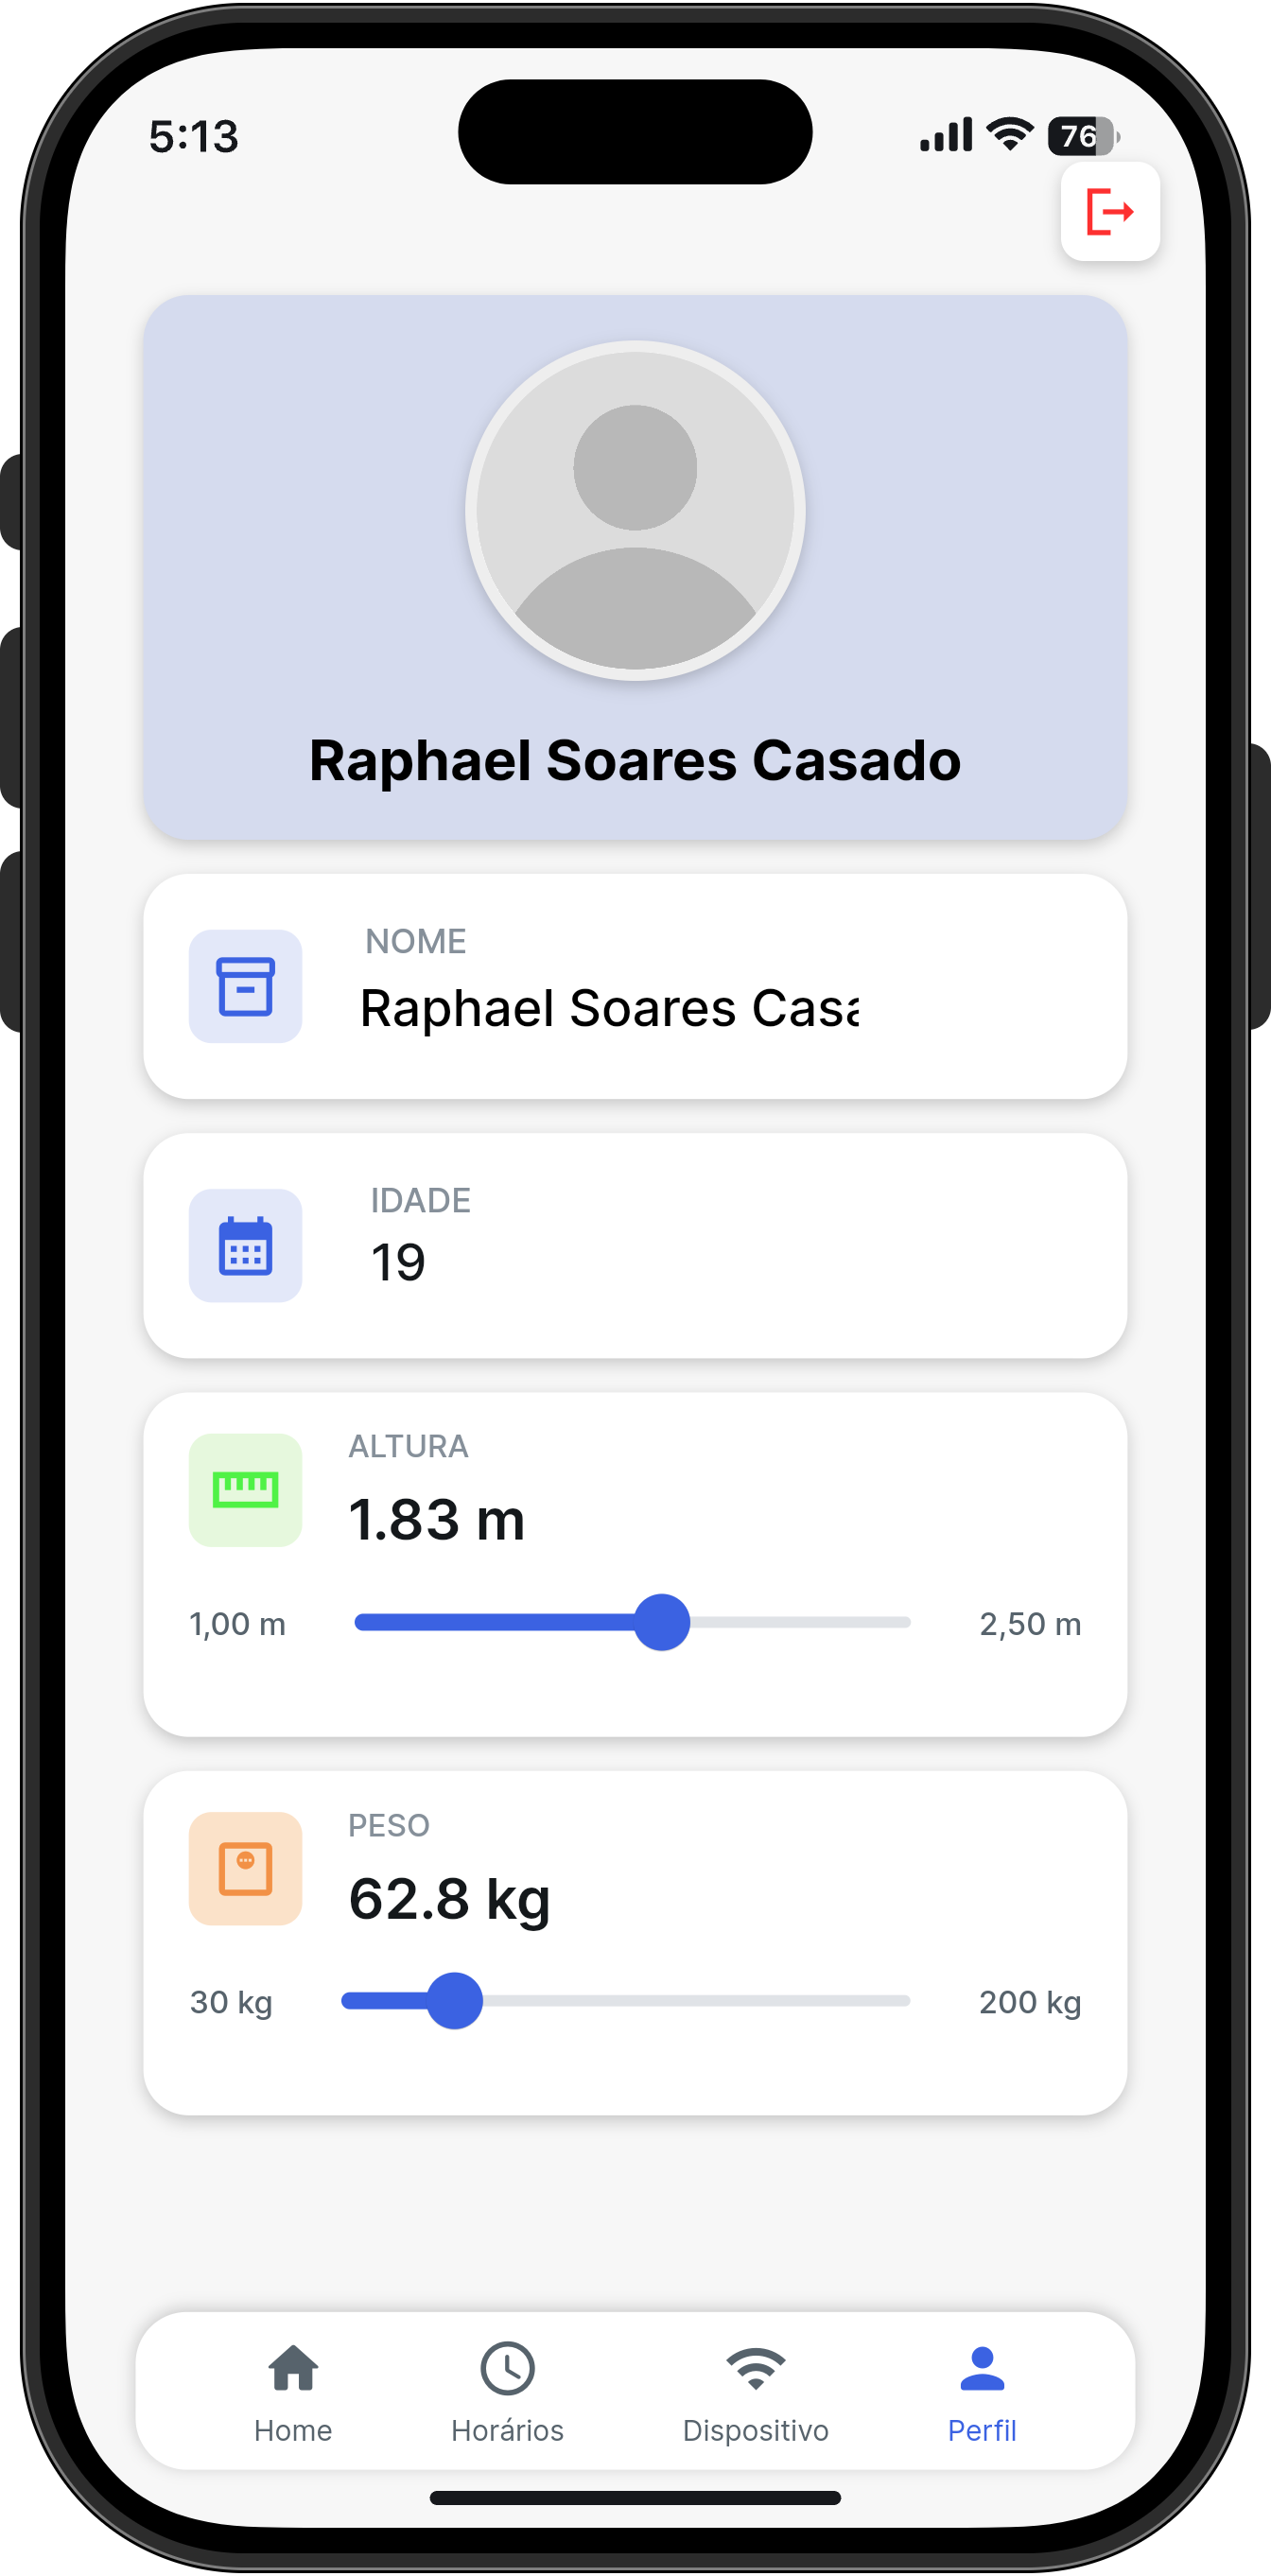 5:13
76
Raphael Soares Casado
NOME
Raphael Soares Casa
IDADE
19
ALTURA
1.83 m
1,00 m
2,50 m
PESO
62.8 kg
30 kg
200 kg
Home
Horários
Dispositivo
Perfil